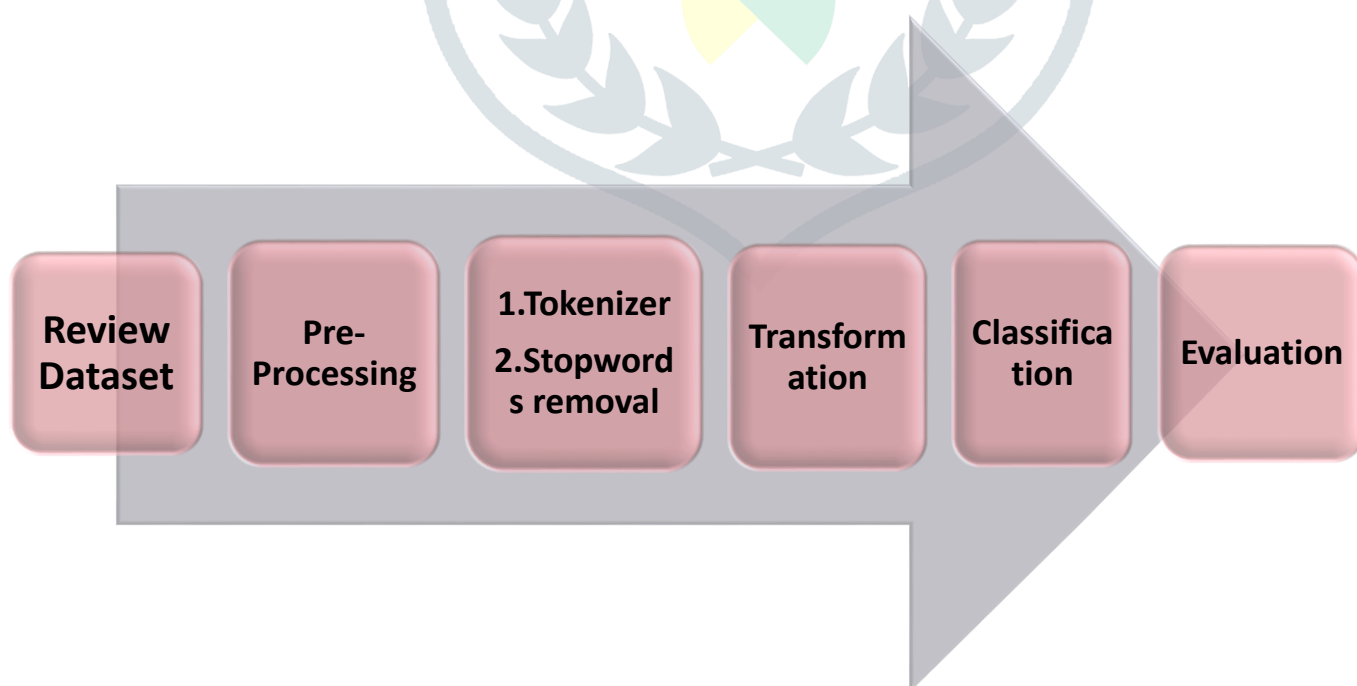 Review
Dataset
Pre-
Processing
1.Tokenizer
2.Stopword
s removal
Transform
ation
Classifica
tion
Evaluation